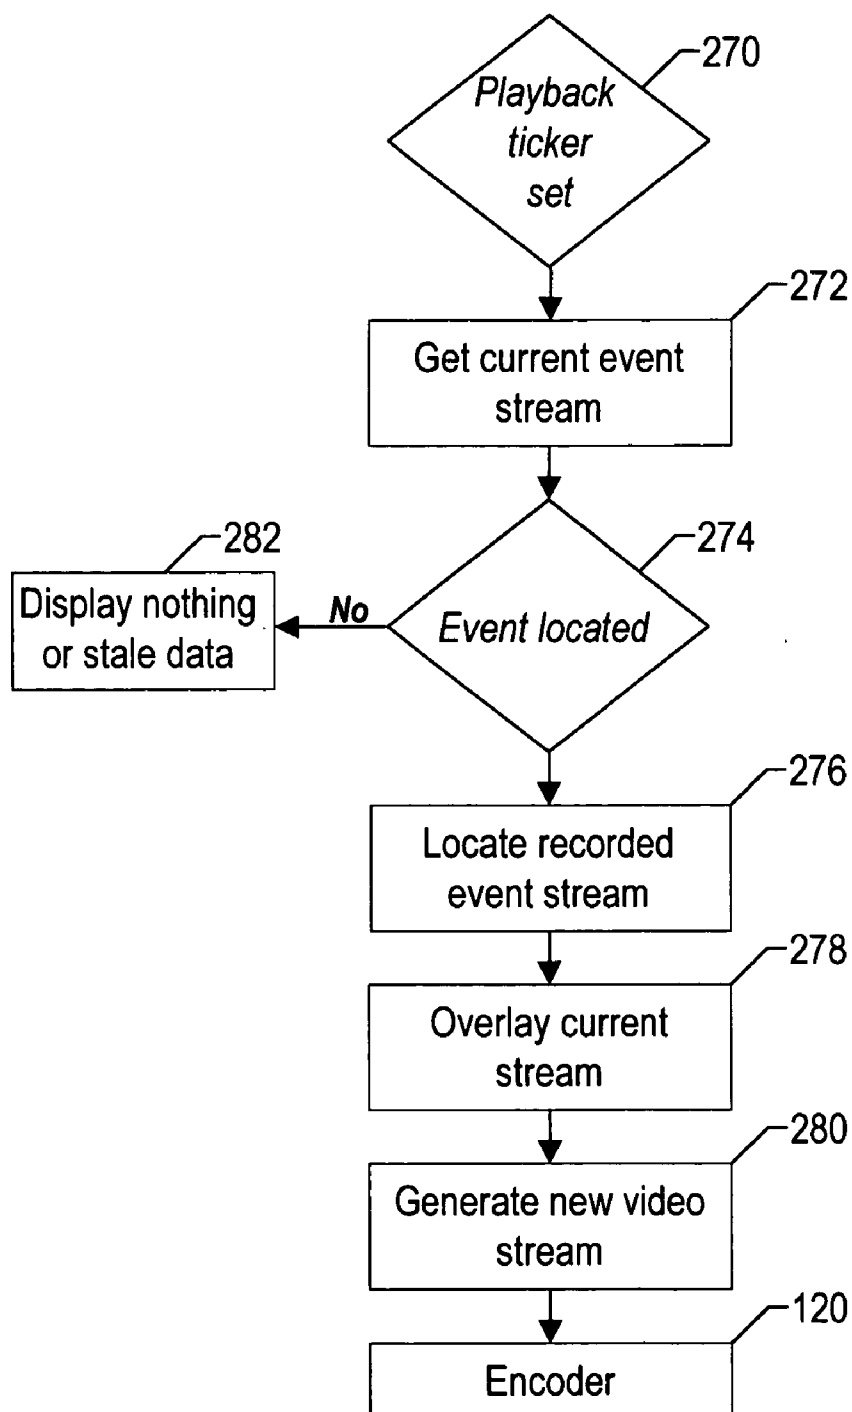 270
Playback
ticker
set
272
Get current event
stream
282
274
Display nothing
or stale data
No
Event located
276
Locate recorded
event stream
278
Overlay current
stream
280
Generate new video
stream
120
Encoder